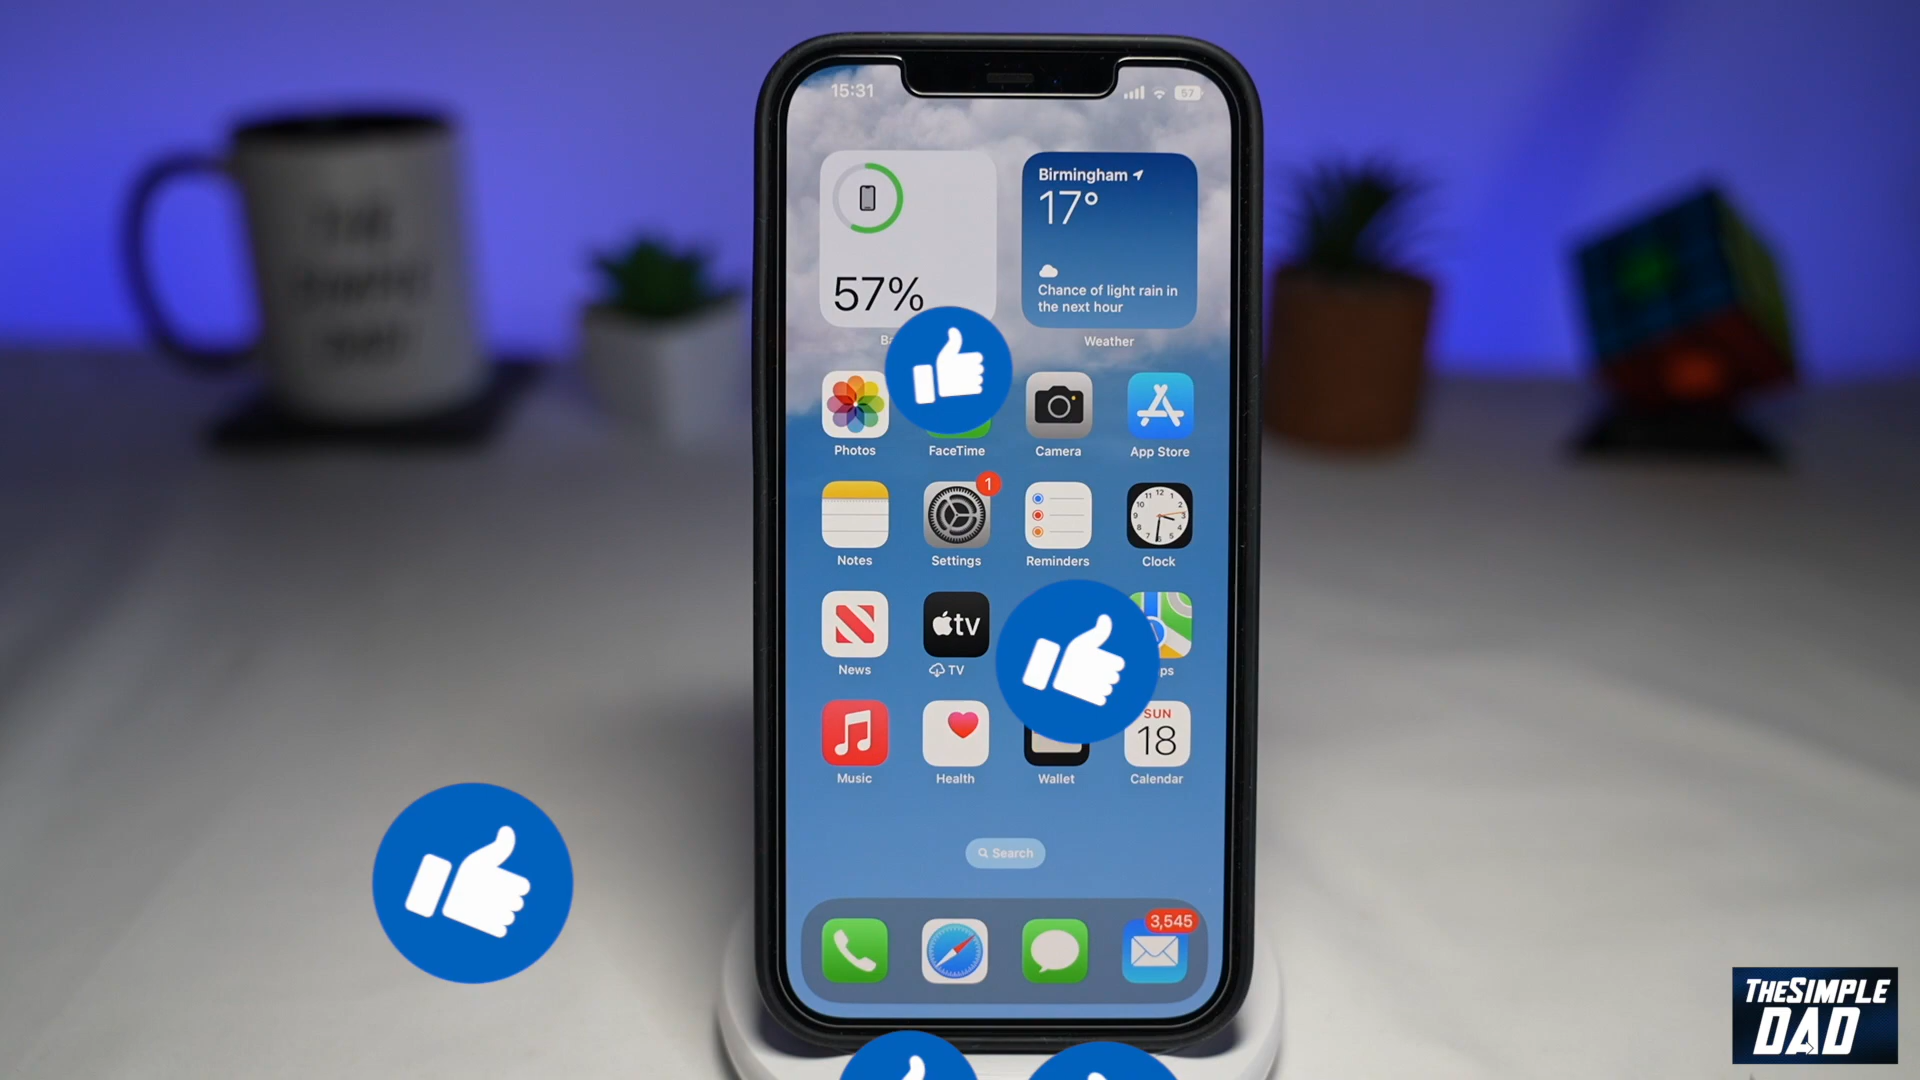 15:31
57
57%
Birmingham
17°
Chance of light rain in
the next hour
Weather
Photos
FaceTime
Camera
App Store
1
Notes
Settings
Reminders
Clock
tv
News
TV
SUN
18
Music
Health
Wallet
Calendar
Search
3,545
THESIMPLE
DAD